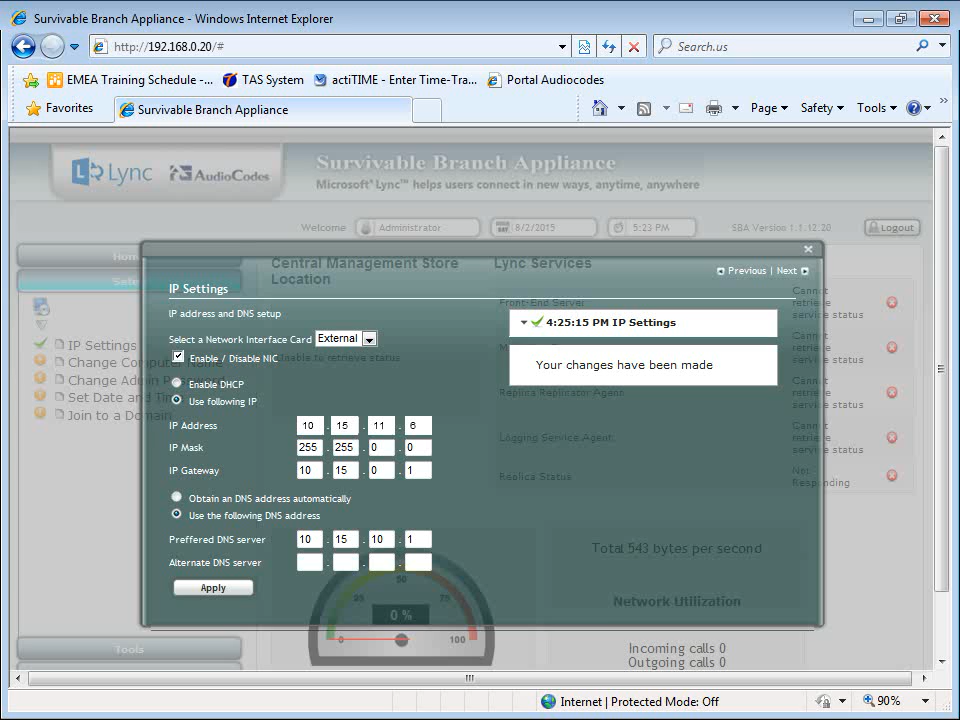 Survivable Branch Appliance - Windows Internet Explorer
http://192.168.0.20/#
Search.us
EMEA Training Schedule -... TAS System actiTIME - Enter Time-Tra... Portal Audiocodes
Favorites Survivable Branch Appliance Page Safety Tools
Lync AudioCodes
Survivable Branch Appliance
Microsoft® Lync™ helps users connect in new ways, anytime, anywhere
Welcome Administrator 8/2/2015 5:23 PM SBA Version 1.1.12.20 Logout
Previous | Next
Central Management Store
Location
Lync Services
IP Settings
IP address and DNS setup
Select a Network Interface Card External
Enable / Disable NIC
Unable to retrieve status
Enable DHCP
Use following IP
IP Address 10 . 15 . 11 . 6
IP Mask 255 . 255 . 0 . 0
IP Gateway 10 . 15 . 0 . 1
Obtain an DNS address automatically
Use the following DNS address
Preffered DNS server 10 . 15 . 10 . 1
Alternate DNS server . . .
Apply
4:25:15 PM IP Settings
Your changes have been made
IP Settings
Change Computer Name
Change Admin
Set Date and Time
Join to a Domain
Front-End Server
Cannot
retrieve
service status
Cannot
retrieve
service status
Replica Replicator Agent
Cannot
retrieve
service status
Logging Service Agent:
Cannot
retrieve
service status
Replica Status
Not
Responding
Total 543 bytes per second
Network Utilization
Incoming calls 0
Outgoing calls 0
0 25 50 75 100
0 %
Tools
Internet | Protected Mode: Off
90%